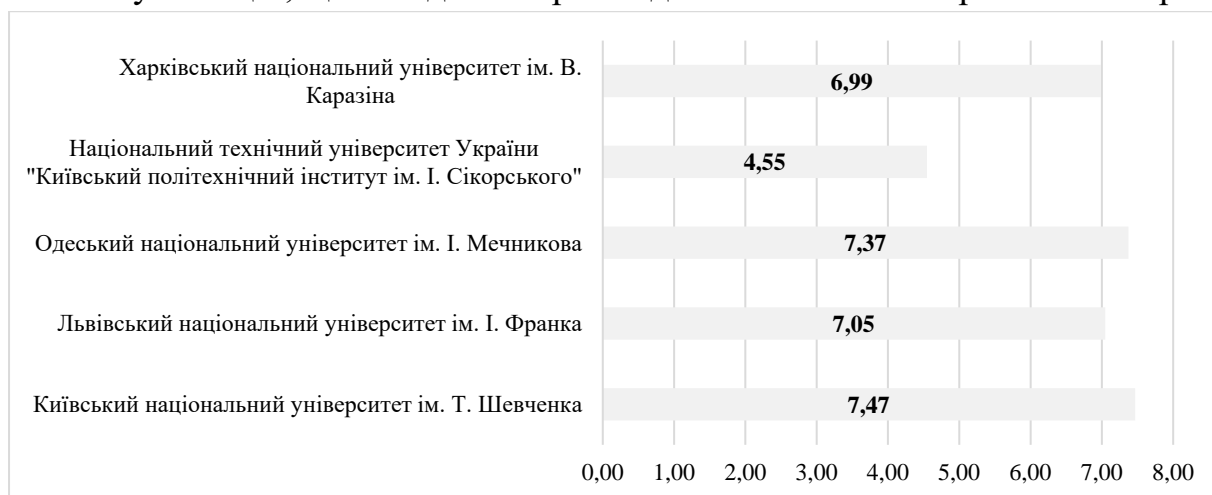 Харківський національний університет ім. В.
Каразіна
6,99
Національний технічний університет України
"Київський політехнічний інститут ім. І. Сікорського"
4,55
Одеський національний університет ім. І. Мечникова
7,37
Львівський національний університет ім. І. Франка
7,05
Київський національний університет ім. Т. Шевченка
7,47
0,00 1,00 2,00 3,00 4,00 5,00 6,00 7,00 8,00